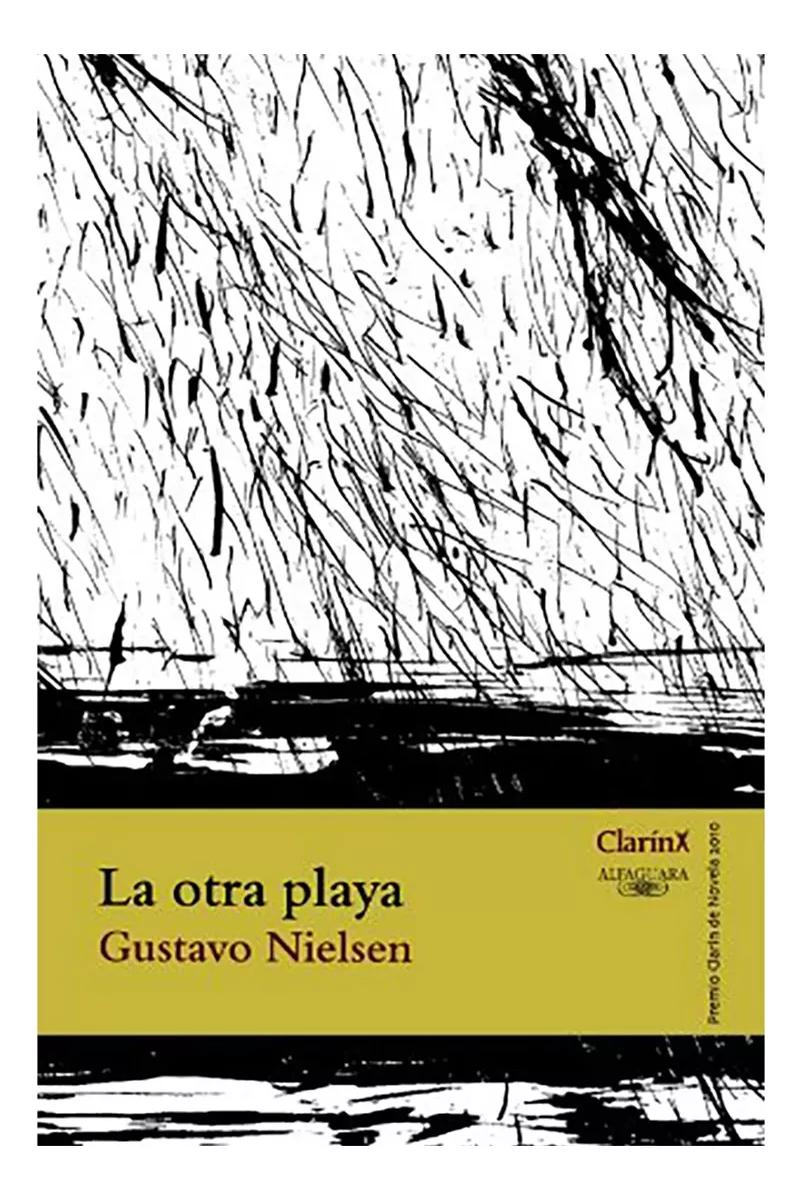 La otra playa
Gustavo Nielsen
ClarínX
ALFAGUARA
Premio Clarín de Novela 2010